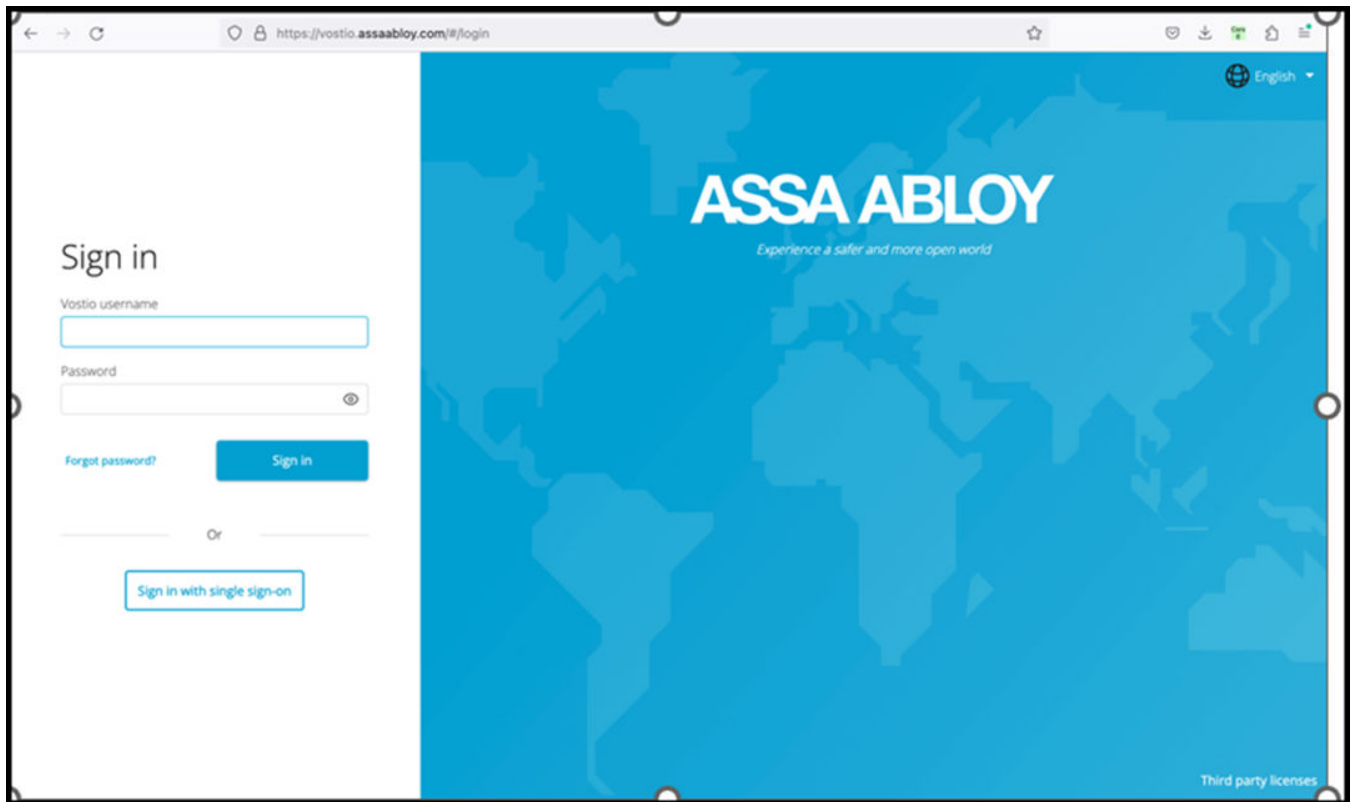 https://vostio.assaabloy.com/#/login
English
ASSA ABLOY
Experience a safer and more open world
Sign in
Vostio username
Password
Forgot password?
Sign in
Or
Sign in with single sign-on
Third party licenses